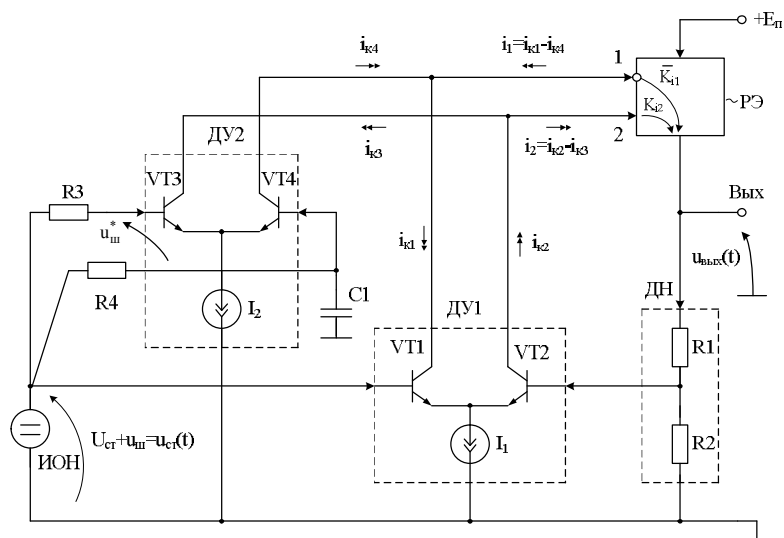 +Eп
iк4
i1=iк1-iк4
1
K̅i1
Ki2
~РЭ
2
ДУ2
iк3
i2=iк2-iк3
VT3
VT4
R3
u*ш
Вых
iк1
iк2
uвых(t)
R4
C1
I2
ДУ1
ДН
VT1
VT2
R1
Uст+uш=uст(t)
I1
R2
ИОН